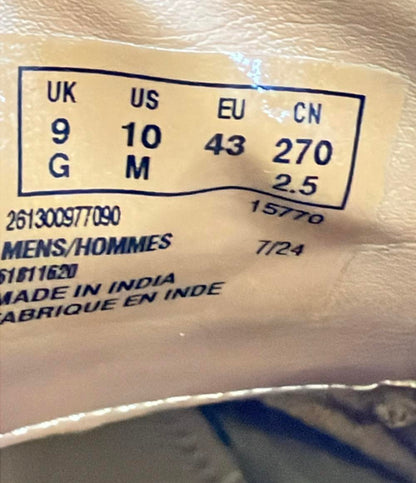 UK US EU CN
9 10 43 270
G M 2.5
261300977090 15770
MENS/HOMMES 7/24
61811620
MADE IN INDIA
FABRIQUE EN INDE